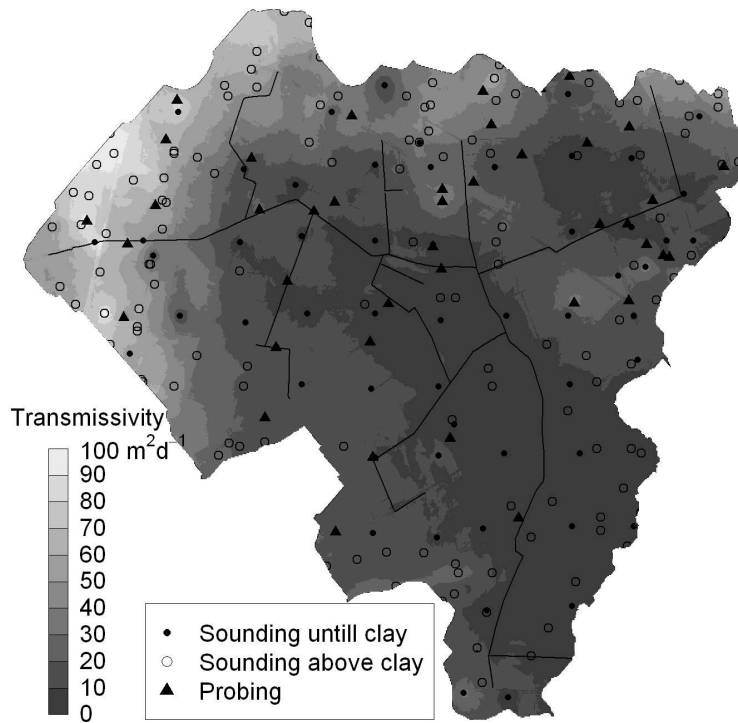 Transmissivity
100 m²d⁻¹
90
80
70
60
50
40
30
20
10
0
Sounding untill clay
Sounding above clay
Probing